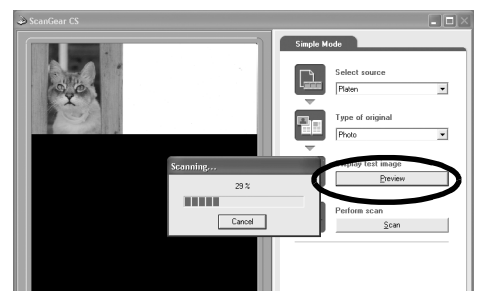 ScanGear CS
Simple Mode
Select source
Platen
Type of original
Photo
Display test image
Preview
Scanning...
29 %
Cancel
Perform scan
Scan